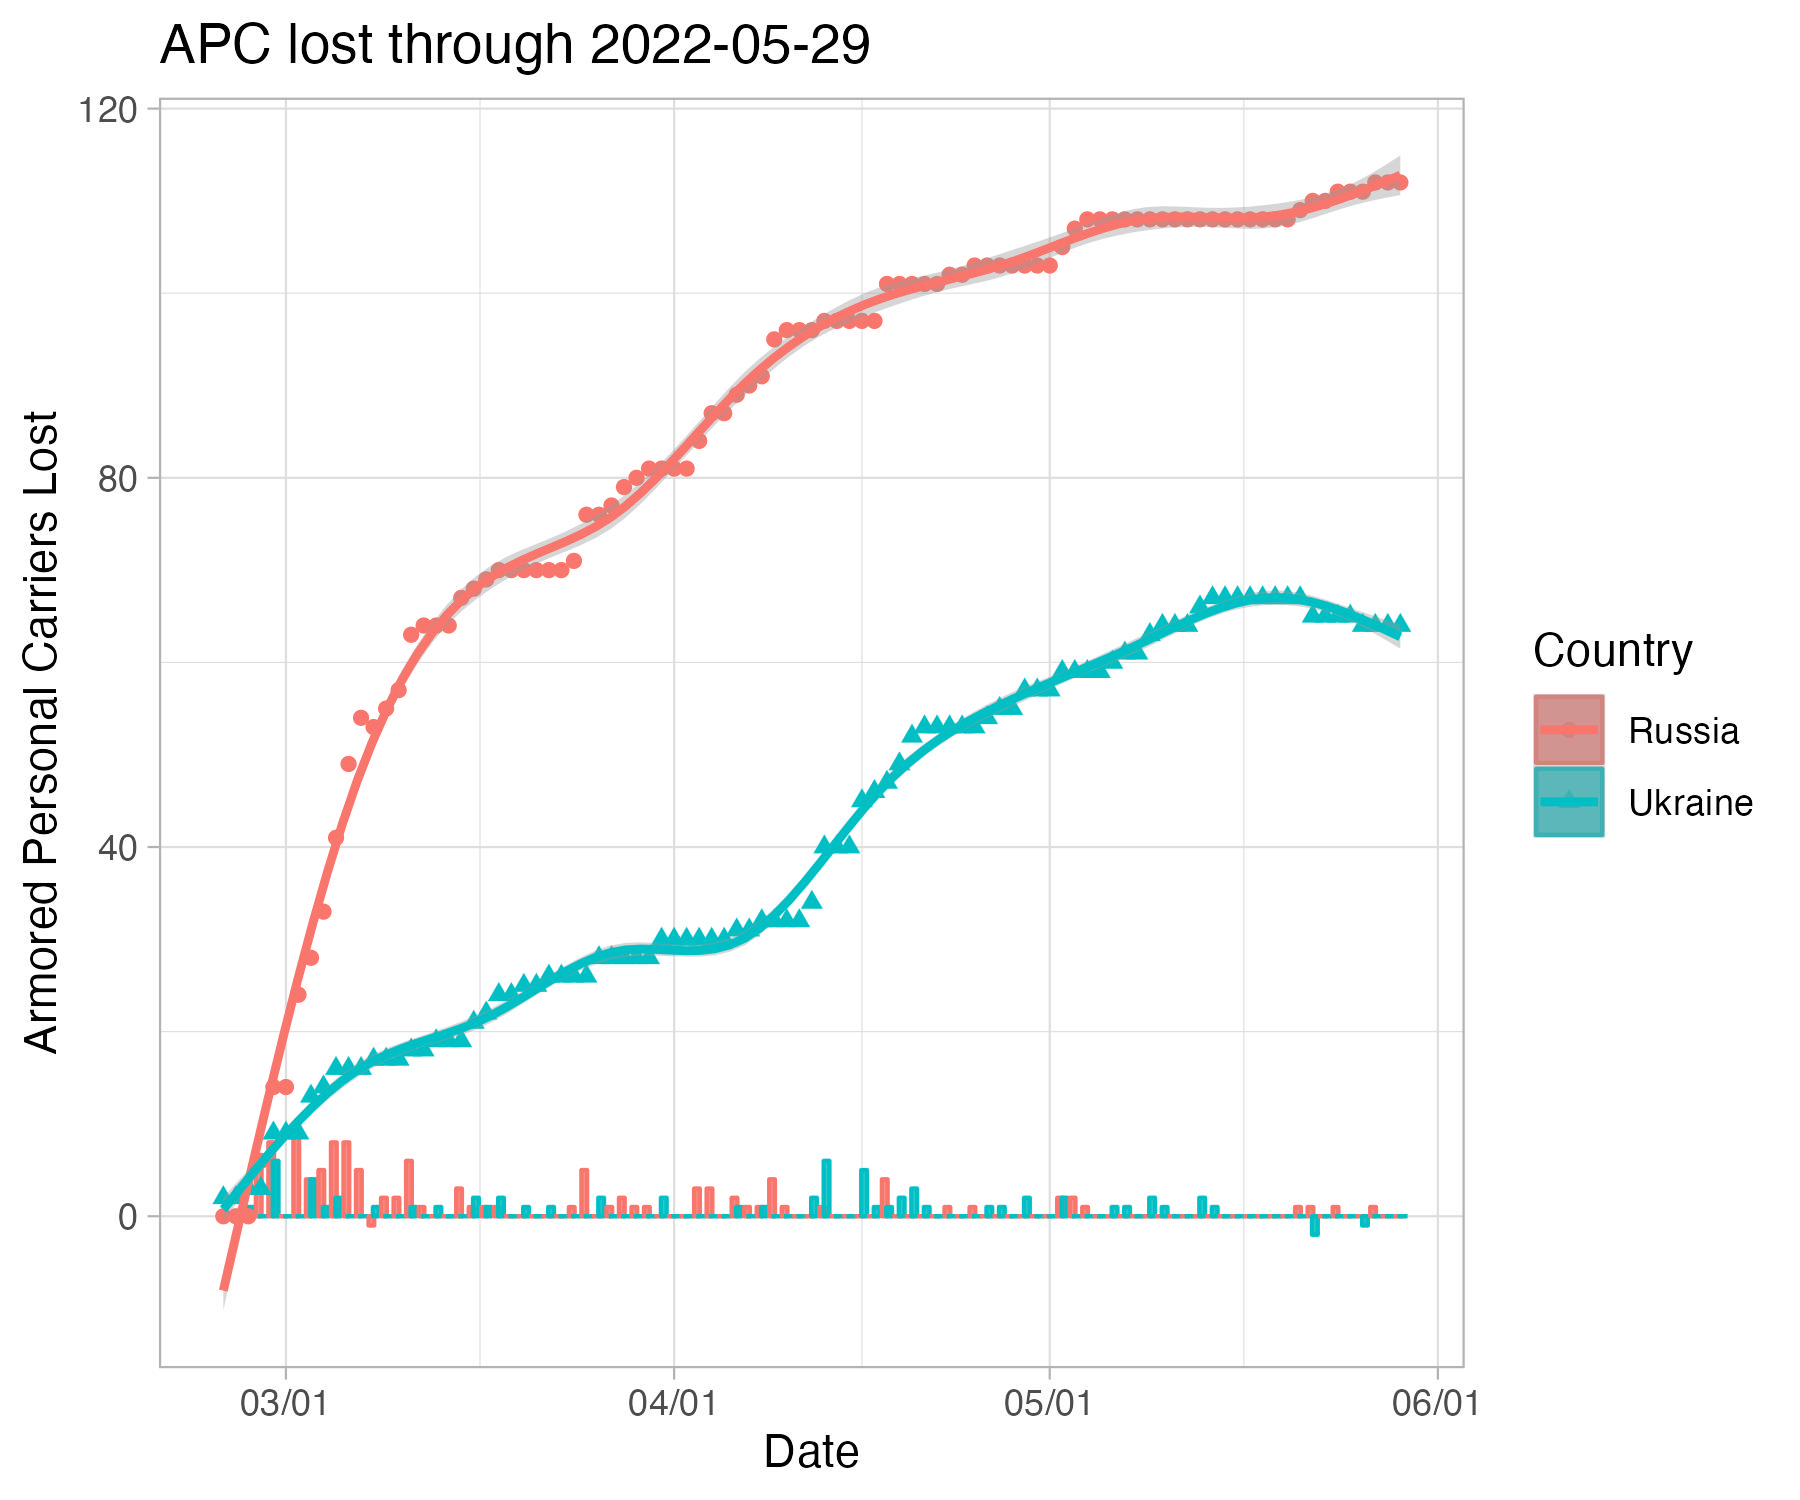 APC lost through 2022-05-29
120
80
40
0
Armored Personal Carriers Lost
03/01
04/01
05/01
06/01
Date
Country
Russia
Ukraine